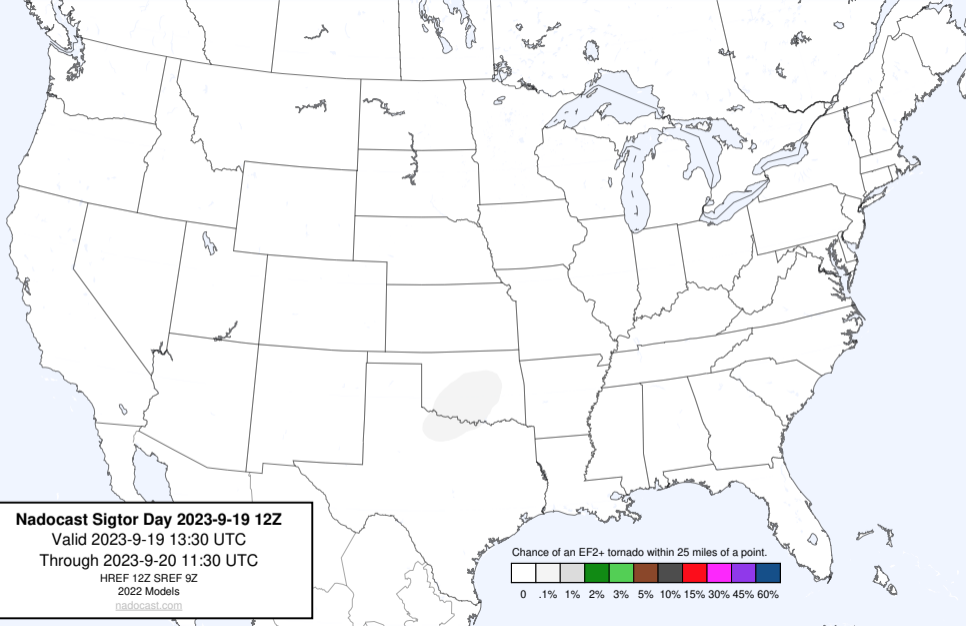 Nadocast Sigtor Day 2023-9-19 12Z
Valid 2023-9-19 13:30 UTC
Through 2023-9-20 11:30 UTC
HREF 12Z SREF 9Z
2022 Models
nadocast.com
Chance of an EF2+ tornado within 25 miles of a point.
0 .1% 1% 2% 3% 5% 10% 15% 30% 45% 60%